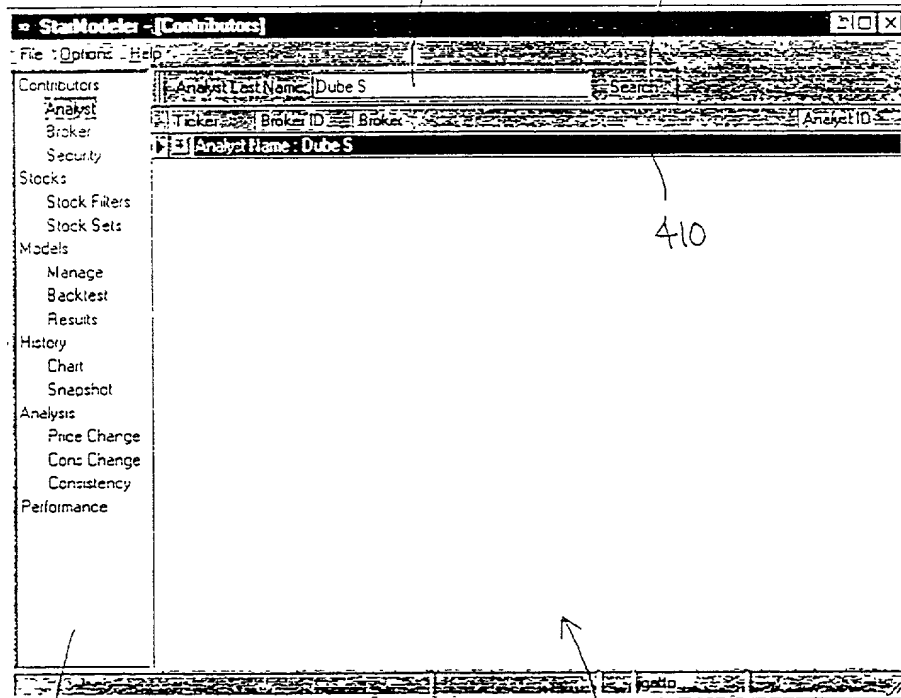 StarModeler - [Contributors]
File Options Help
Contributors
Analyst
Broker
Security
Stocks
Stock Filters
Stock Sets
Models
Manage
Backtest
Results
History
Chart
Snapshot
Analysis
Price Change
Cons Change
Consistency
Performance
Analyst Last Name: Dube S Search
Ticker Broker ID Broker Analyst ID
Analyst Name : Dube S
410